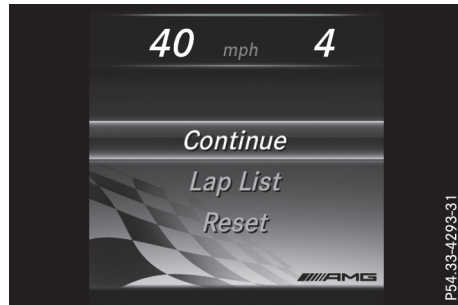 40 mph 4
Continue
Lap List
Reset
AMG
P54.33-4293-31